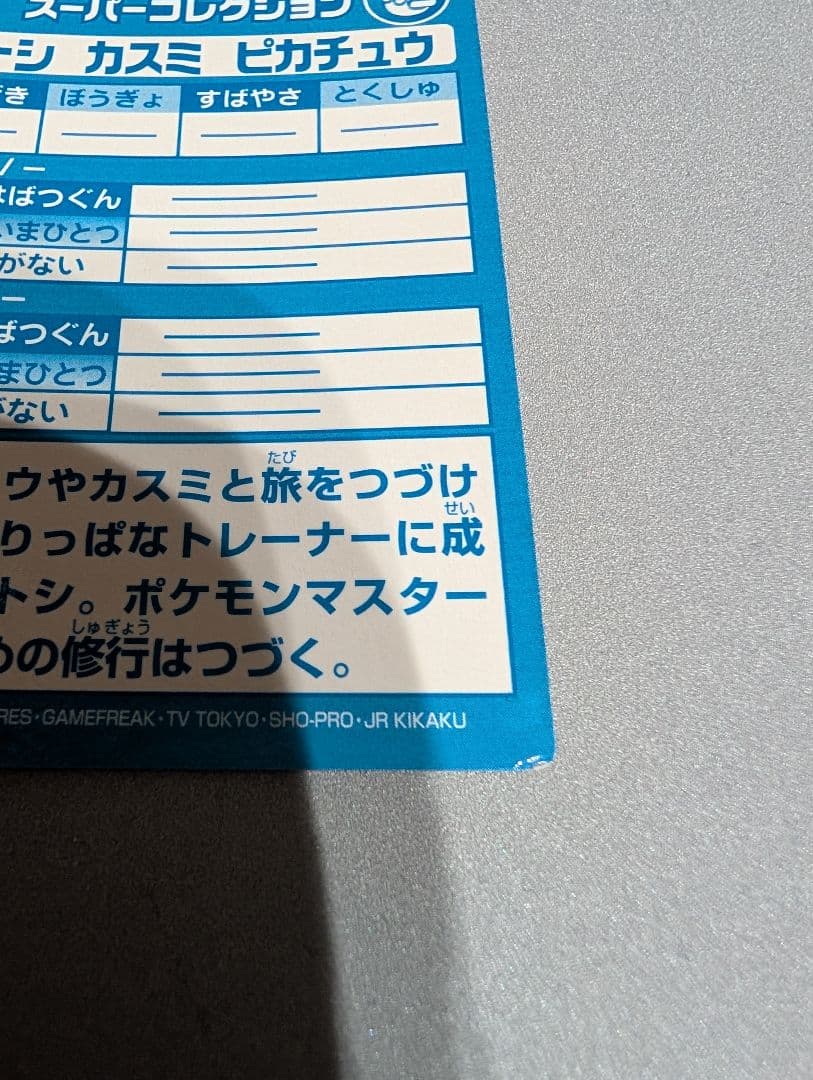 スーパーコレクション
ーシ カスミ ピカチュウ
き ぼうぎょ すばやさ とくしゅ
ー
ばつぐん
いまひとつ
がない
ー
ばつぐん
まひとつ
ない
たび
ウやカスミと旅をつづけ
せい
りっぱなトレーナーに成
トシ。ポケモンマスター
しゅぎょう
の修行はつづく。
RES・GAMEFREAK・TV TOKYO・SHO-PRO・JR KIKAKU